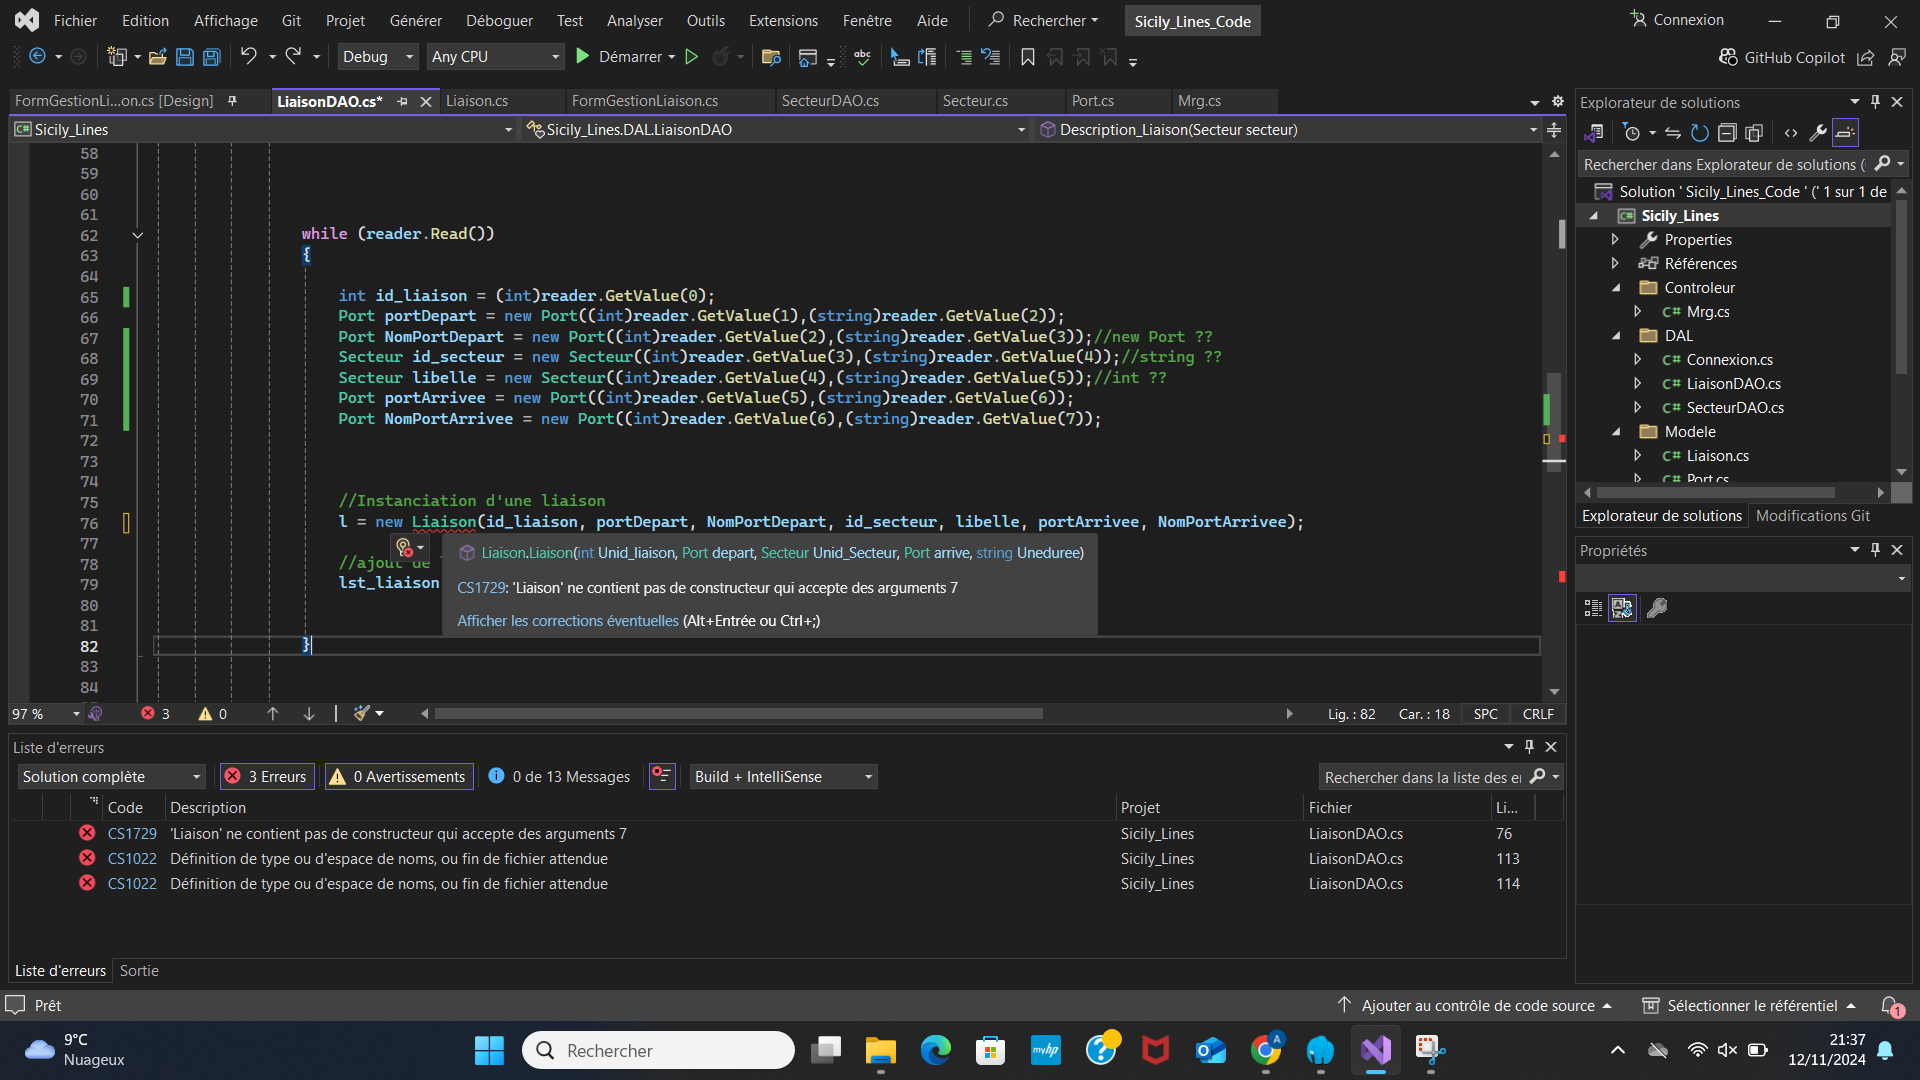 Fichier Edition Affichage Git Projet Générer Déboguer Test Analyser Outils Extensions Fenêtre Aide Rechercher Sicily_Lines_Code Connexion
Debug Any CPU Démarrer GitHub Copilot
FormGestionLi...on.cs [Design] LiaisonDAO.cs* Liaison.cs FormGestionLiaison.cs SecteurDAO.cs Secteur.cs Port.cs Mrg.cs
Sicily_Lines Sicily_Lines.DAL.LiaisonDAO Description_Liaison(Secteur secteur)
58
59
60
61
62 while (reader.Read())
63 {
64
65 int id_liaison = (int)reader.GetValue(0);
66 Port portDepart = new Port((int)reader.GetValue(1),(string)reader.GetValue(2));
67 Port NomPortDepart = new Port((int)reader.GetValue(2),(string)reader.GetValue(3));//new Port ??
68 Secteur id_secteur = new Secteur((int)reader.GetValue(3),(string)reader.GetValue(4));//string ??
69 Secteur libelle = new Secteur((int)reader.GetValue(4),(string)reader.GetValue(5));//int ??
70 Port portArrivee = new Port((int)reader.GetValue(5),(string)reader.GetValue(6));
71 Port NomPortArrivee = new Port((int)reader.GetValue(6),(string)reader.GetValue(7));
72
73
74
75 //Instanciation d'une liaison
76 l = new Liaison(id_liaison, portDepart, NomPortDepart, id_secteur, libelle, portArrivee, NomPortArrivee);
77
78 //ajout de
79 lst_liaison
80
81
82 }
83
84
Liaison.Liaison(int Unid_liaison, Port depart, Secteur Unid_Secteur, Port arrive, string Uneduree)
CS1729: 'Liaison' ne contient pas de constructeur qui accepte des arguments 7
Afficher les corrections éventuelles (Alt+Entrée ou Ctrl+;)
97 % 3 0 Lig. : 82 Car. : 18 SPC CRLF
Liste d'erreurs
Solution complète 3 Erreurs 0 Avertissements 0 de 13 Messages Build + IntelliSense Rechercher dans la liste des er
Code Description Projet Fichier Li...
CS1729 'Liaison' ne contient pas de constructeur qui accepte des arguments 7 Sicily_Lines LiaisonDAO.cs 76
CS1022 Définition de type ou d'espace de noms, ou fin de fichier attendue Sicily_Lines LiaisonDAO.cs 113
CS1022 Définition de type ou d'espace de noms, ou fin de fichier attendue Sicily_Lines LiaisonDAO.cs 114
Liste d'erreurs Sortie
Explorateur de solutions
Rechercher dans Explorateur de solutions (
Solution ' Sicily_Lines_Code ' (' 1 sur 1 de
Sicily_Lines
Properties
Références
Controleur
C# Mrg.cs
DAL
C# Connexion.cs
C# LiaisonDAO.cs
C# SecteurDAO.cs
Modele
C# Liaison.cs
C# Port.cs
Explorateur de solutions Modifications Git
Propriétés
Prêt Ajouter au contrôle de code source Sélectionner le référentiel 1
9°C
Nuageux
Rechercher
myhp
A
21:37
12/11/2024